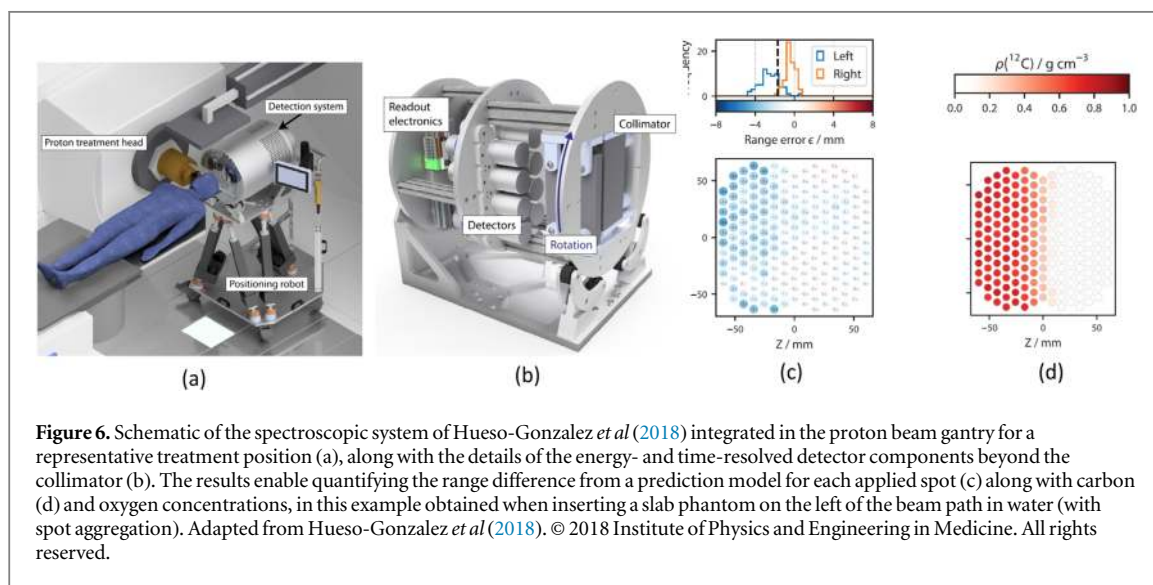 Detection system
Proton treatment head
Positioning robot
(a)
Readout
electronics
Collimator
Detectors
Rotation
(b)
20
0
Left
Right
−8
−4
0
4
8
Range error ϵ / mm
50
0
−50
−50
0
50
Z / mm
(c)
ρ(¹²C) / g cm⁻³
0.0 0.2 0.4 0.6 0.8 1.0
−50
0
50
Z / mm
(d)
Figure 6. Schematic of the spectroscopic system of Hueso-Gonzalez et al (2018) integrated in the proton beam gantry for a
representative treatment position (a), along with the details of the energy- and time-resolved detector components beyond the
collimator (b). The results enable quantifying the range difference from a prediction model for each applied spot (c) along with carbon
(d) and oxygen concentrations, in this example obtained when inserting a slab phantom on the left of the beam path in water (with
spot aggregation). Adapted from Hueso-Gonzalez et al (2018). © 2018 Institute of Physics and Engineering in Medicine. All rights
reserved.